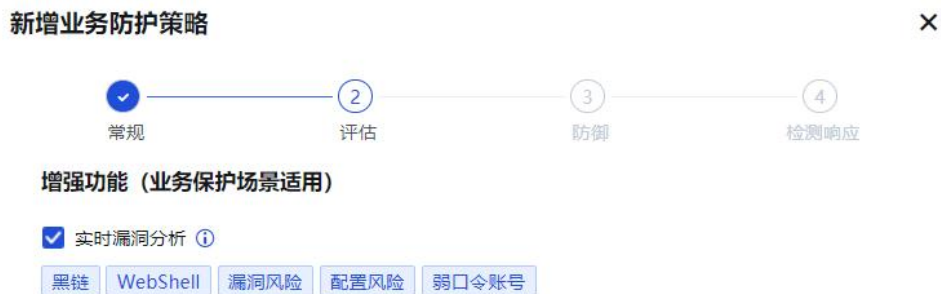 新增业务防护策略
2 3 4
常规 评估 防御 检测响应
增强功能（业务保护场景适用）
实时漏洞分析
黑链 WebShell 漏洞风险 配置风险 弱口令账号